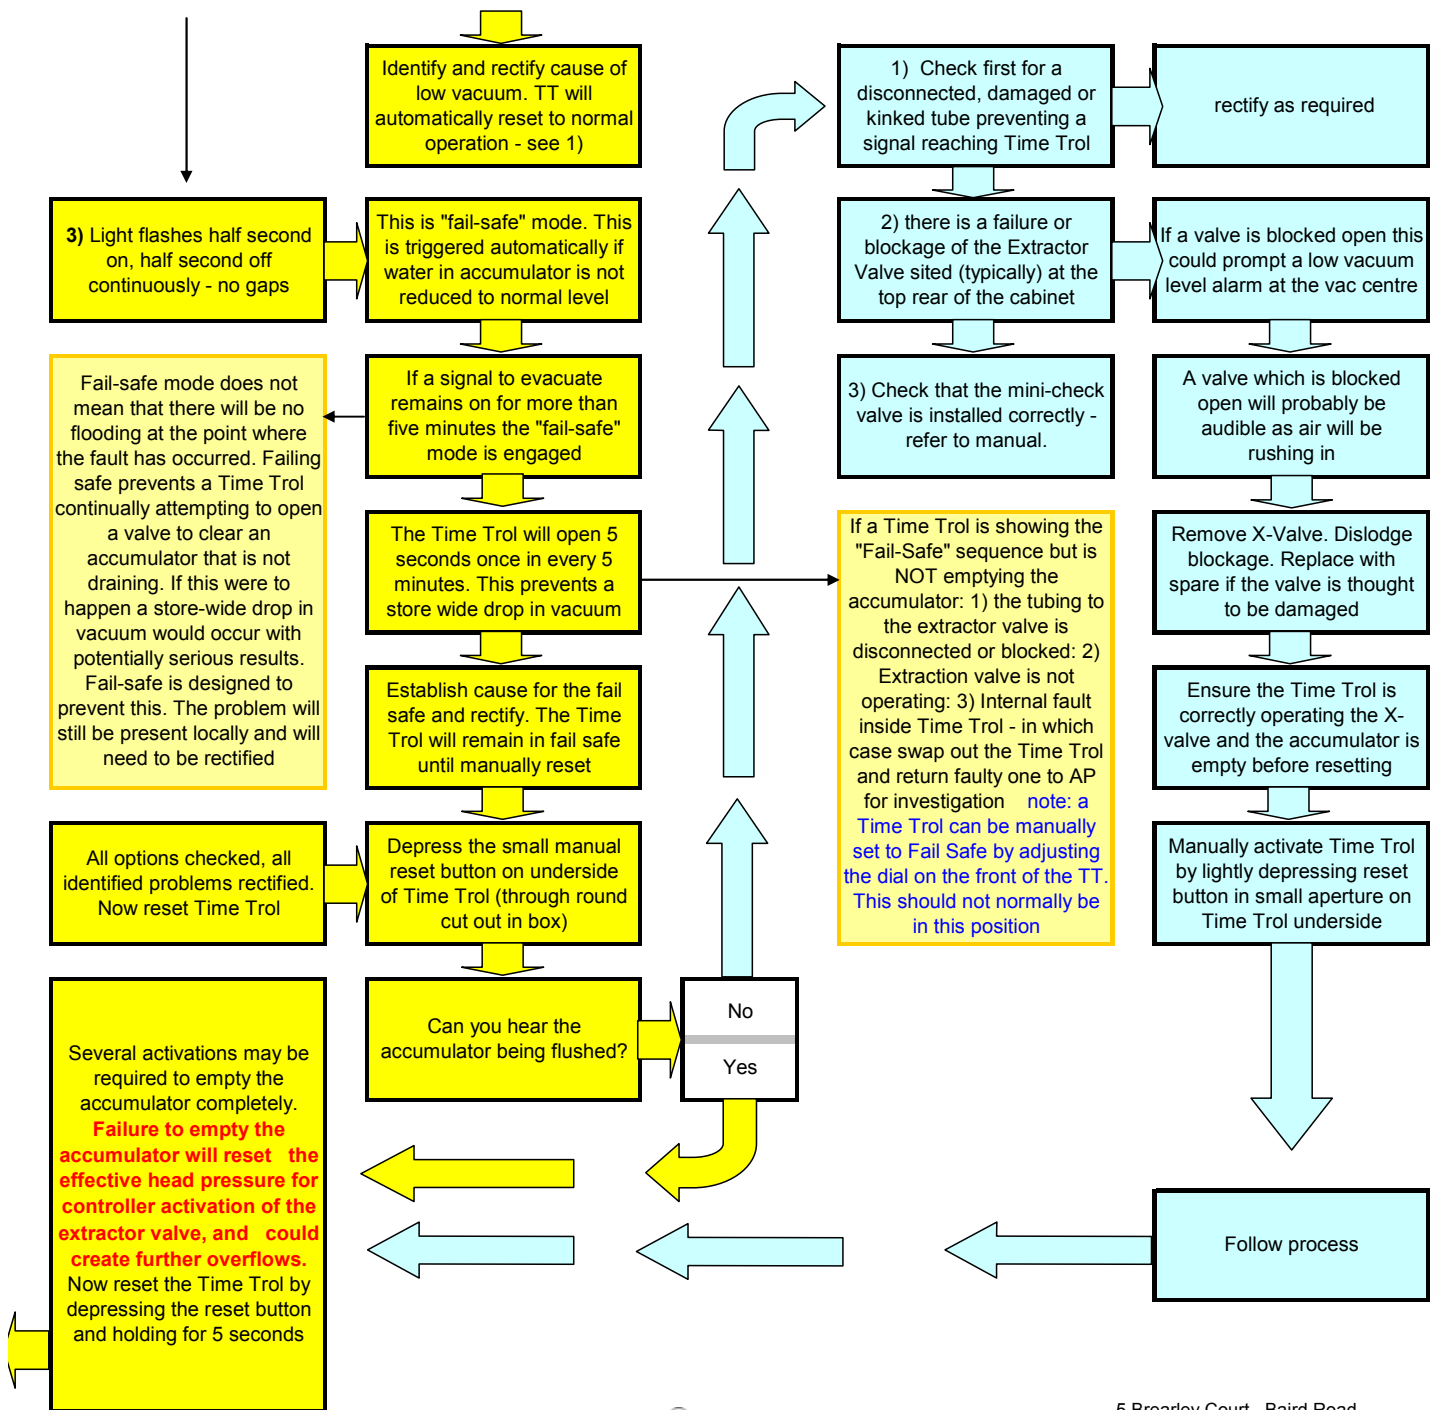 Identify and rectify cause of
low vacuum. TT will
automatically reset to normal
operation - see 1)
3) Light flashes half second
on, half second off
continuously - no gaps
This is "fail-safe" mode. This
is triggered automatically if
water in accumulator is not
reduced to normal level
Fail-safe mode does not
mean that there will be no
flooding at the point where
the fault has occurred. Failing
safe prevents a Time Trol
continually attempting to open
a valve to clear an
accumulator that is not
draining. If this were to
happen a store-wide drop in
vacuum would occur with
potentially serious results.
Fail-safe is designed to
prevent this. The problem will
still be present locally and will
need to be rectified
If a signal to evacuate
remains on for more than
five minutes the "fail-safe"
mode is engaged
The Time Trol will open 5
seconds once in every 5
minutes. This prevents a
store wide drop in vacuum
Establish cause for the fail
safe and rectify. The Time
Trol will remain in fail safe
until manually reset
All options checked, all
identified problems rectified.
Now reset Time Trol
Depress the small manual
reset button on underside
of Time Trol (through round
cut out in box)
Can you hear the
accumulator being flushed?
No
Yes
Several activations may be
required to empty the
accumulator completely.
Failure to empty the
accumulator will reset the
effective head pressure for
controller activation of the
extractor valve, and could
create further overflows.
Now reset the Time Trol by
depressing the reset button
and holding for 5 seconds
1) Check first for a
disconnected, damaged or
kinked tube preventing a
signal reaching Time Trol
rectify as required
2) there is a failure or
blockage of the Extractor
Valve sited (typically) at the
top rear of the cabinet
If a valve is blocked open this
could prompt a low vacuum
level alarm at the vac centre
3) Check that the mini-check
valve is installed correctly -
refer to manual.
A valve which is blocked
open will probably be
audible as air will be
rushing in
If a Time Trol is showing the
"Fail-Safe" sequence but is
NOT emptying the
accumulator: 1) the tubing to
the extractor valve is
disconnected or blocked: 2)
Extraction valve is not
operating: 3) Internal fault
inside Time Trol - in which
case swap out the Time Trol
and return faulty one to AP
for investigation note: a
Time Trol can be manually
set to Fail Safe by adjusting
the dial on the front of the TT.
This should not normally be
in this position
Remove X-Valve. Dislodge
blockage. Replace with
spare if the valve is thought
to be damaged
Ensure the Time Trol is
correctly operating the X-
valve and the accumulator is
empty before resetting
Manually activate Time Trol
by lightly depressing reset
button in small aperture on
Time Trol underside
Follow process
5 Brearley Court, Baird Road